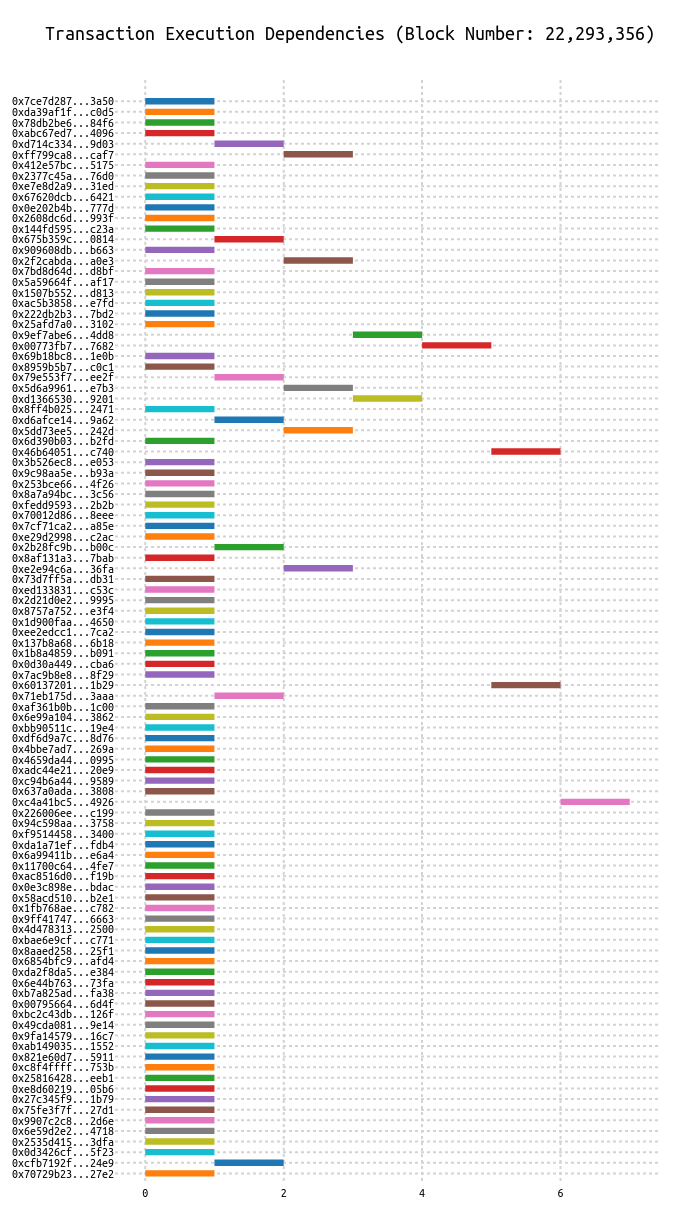 Transaction Execution Dependencies (Block Number: 22,293,356)
0x7ce7d287...3a50
0xda39af1f...c0d5
0x78db2be6...84f6
0xabc67ed7...4096
0xd714c334...9d03
0xff799ca8...caf7
0x412e57bc...5175
0x2377c45a...76d0
0xe7e8d2a9...31ed
0x67620dcb...6421
0x0e202b4b...777d
0x2608dc6d...993f
0x144fd595...c23a
0x675b359c...0814
0x909608db...b663
0x2f2cabda...a0e3
0x7bd8d64d...d8bf
0x5a59664f...af17
0x1507b552...d813
0xac5b3858...e7fd
0x222db2b3...7bd2
0x25afd7a0...3102
0x9ef7abe6...4dd8
0x00773fb7...7682
0x69b18bc8...1e0b
0x8959b5b7...c0c1
0x79e553f7...ee2f
0x5d6a9961...e7b3
0xd1366530...9201
0x8ff4b025...2471
0xd6afce14...9a62
0x5dd73ee5...242d
0x6d390b03...b2fd
0x46b64051...c740
0x3b526ec8...e053
0x9c98aa5e...b93a
0x253bce66...4f26
0x8a7a94bc...3c56
0xfedd9593...2b2b
0x70012d86...8eee
0x7cf71ca2...a85e
0xe29d2998...c2ac
0x2b28fc9b...b00c
0x8af131a3...7bab
0xe2e94c6a...36fa
0x73d7ff5a...db31
0xed133831...c53c
0x2d21d0e2...9995
0x8757a752...e3f4
0x1d900faa...4650
0xee2edcc1...7ca2
0x137b8a68...6b18
0x1b8a4859...b091
0x0d30a449...cba6
0x7ac9b8e8...8f29
0x60137201...1b29
0x71eb175d...3aaa
0xaf361b0b...1c00
0x6e99a104...3862
0xbb90511c...19e4
0xdf6d9a7c...8d76
0x4bbe7ad7...269a
0x4659da44...0995
0xadc44e21...20e9
0xc94b6a44...9589
0x637a0ada...3808
0xc4a41bc5...4926
0x226006ee...c199
0x94c598aa...3758
0xf9514458...3400
0xda1a71ef...fdb4
0x6a99411b...e6a4
0x11700c64...4fe7
0xac8516d0...f19b
0x0e3c898e...bdac
0x58acd510...b2e1
0x1fb768ae...c782
0x9ff41747...6663
0x4d478313...2500
0xbae6e9cf...c771
0x8aaed258...25f1
0x6854bfc9...afd4
0xda2f8da5...e384
0x6e44b763...73fa
0xb7a825ad...fa38
0x00795664...6d4f
0xbc2c43db...126f
0x49cda081...9e14
0x9fa14579...16c7
0xab149035...1552
0x821e60d7...5911
0xc8f4ffff...753b
0x25816428...eeb1
0xe8d60219...05b6
0x27c345f9...1b79
0x75fe3f7f...27d1
0x9907c2c8...2d6e
0x6e59d2e2...4718
0x2535d415...3dfa
0x0d3426cf...5f23
0xcfb7192f...24e9
0x70729b23...27e2
0 2 4 6